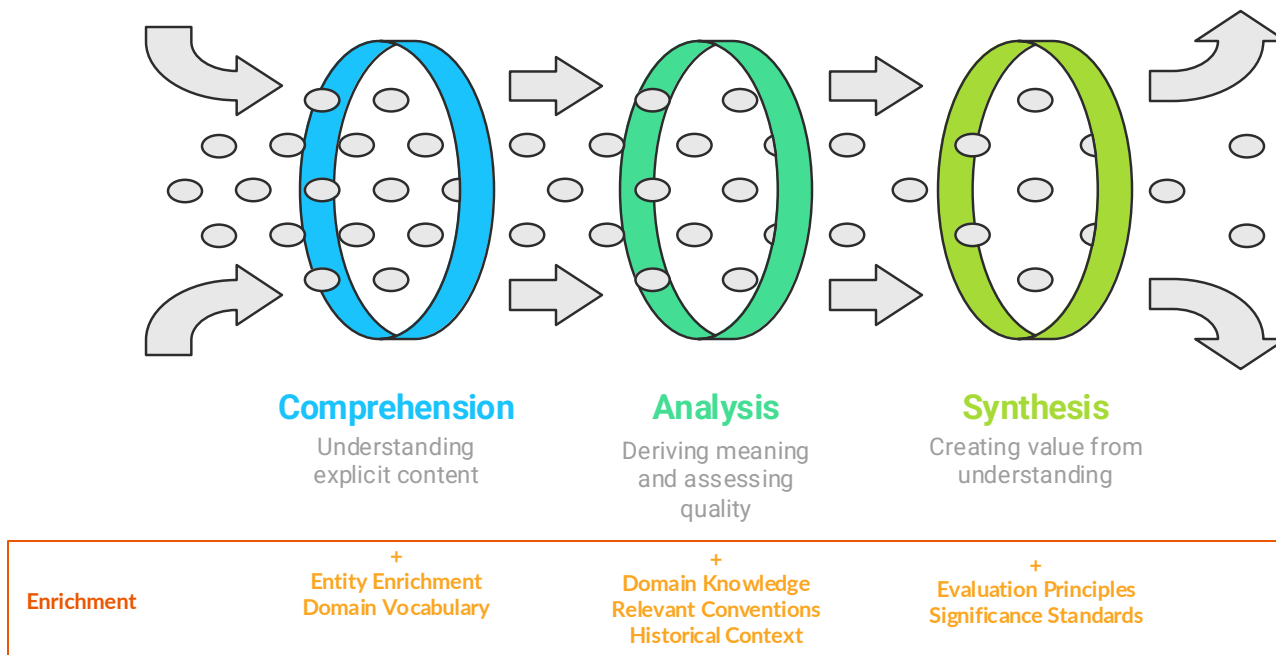 Comprehension
Understanding
explicit content
Analysis
Deriving meaning
and assessing
quality
Synthesis
Creating value from
understanding
Enrichment
+
Entity Enrichment
Domain Vocabulary
+
Domain Knowledge
Relevant Conventions
Historical Context
+
Evaluation Principles
Significance Standards